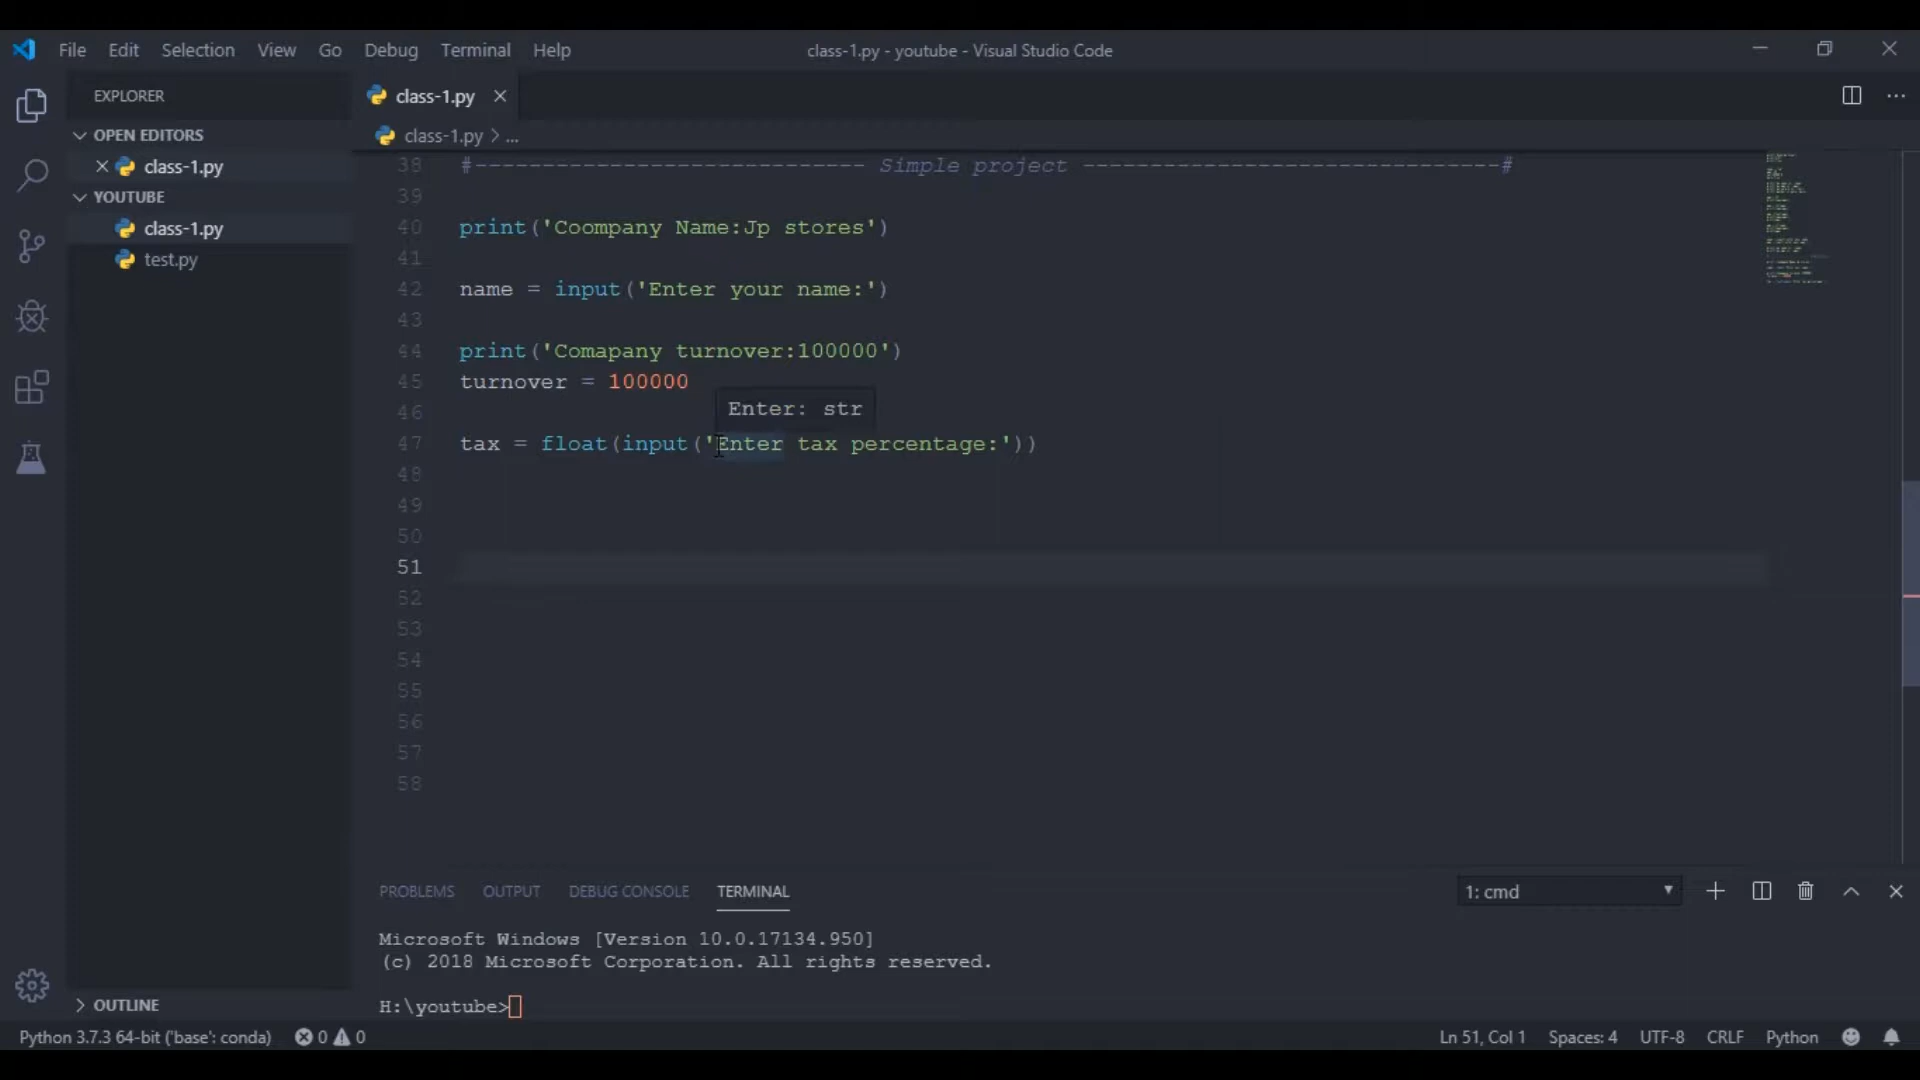 File Edit Selection View Go Debug Terminal Help class-1.py - youtube - Visual Studio Code
EXPLORER
class-1.py
OPEN EDITORS
class-1.py > ...
class-1.py
YOUTUBE
class-1.py
test.py
38 #----------------------------- Simple project -------------------------------#
39
40 print('Coompany Name:Jp stores')
41
42 name = input('Enter your name:')
43
44 print('Comapany turnover:100000')
45 turnover = 100000
46
Enter: str
47 tax = float(input('Enter tax percentage:'))
48
49
50
51
52
53
54
55
56
57
58
PROBLEMS OUTPUT DEBUG CONSOLE TERMINAL 1: cmd
Microsoft Windows [Version 10.0.17134.950]
(c) 2018 Microsoft Corporation. All rights reserved.
H:\youtube>
OUTLINE
Python 3.7.3 64-bit ('base': conda) 0 0 Ln 51, Col 1 Spaces: 4 UTF-8 CRLF Python